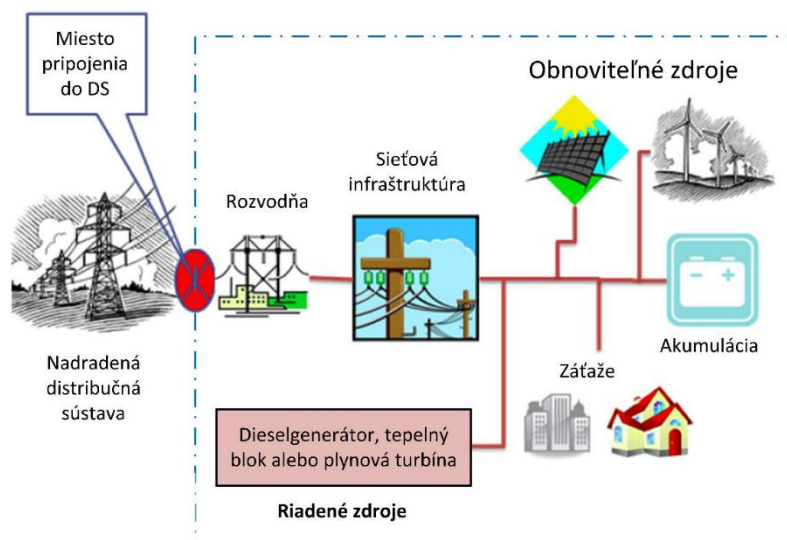 Miesto
pripojenia
do DS
Obnoviteľné zdroje
Sieťová
infraštruktúra
Rozvodňa
Nadradená
distribučná
sústava
Akumulácia
Záťaže
Dieselgenerátor, tepelný
blok alebo plynová turbína
Riadené zdroje